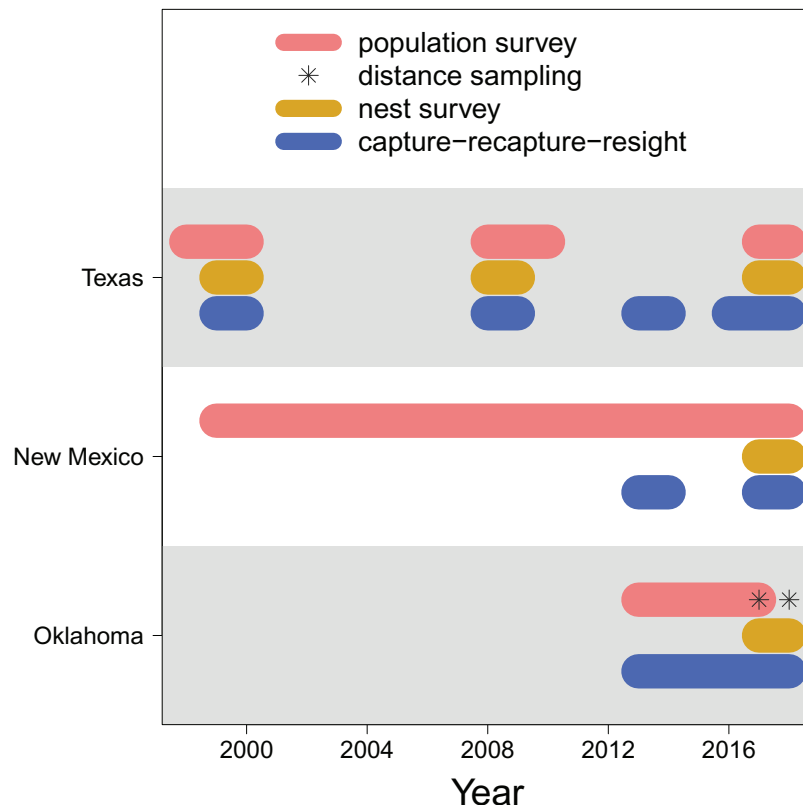 population survey
distance sampling
nest survey
capture−recapture−resight
Texas
New Mexico
Oklahoma
2000 2004 2008 2012 2016
Year